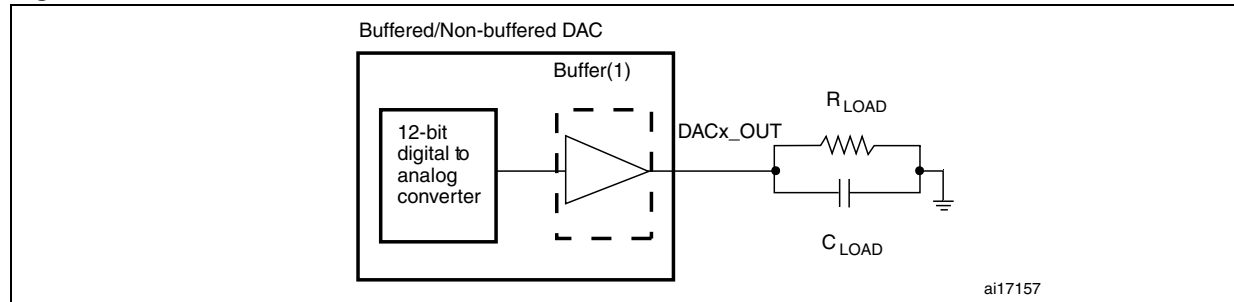 Buffered/Non-buffered DAC
Buffer(1)
12-bit
digital to
analog
converter
DACx_OUT
R LOAD
C LOAD
ai17157